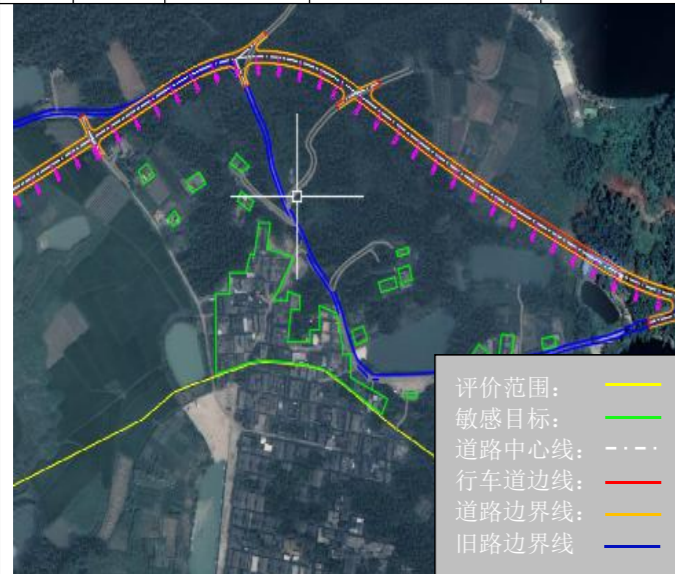 评价范围：
敏感目标：
道路中心线：
行车道边线：
道路边界线：
旧路边界线